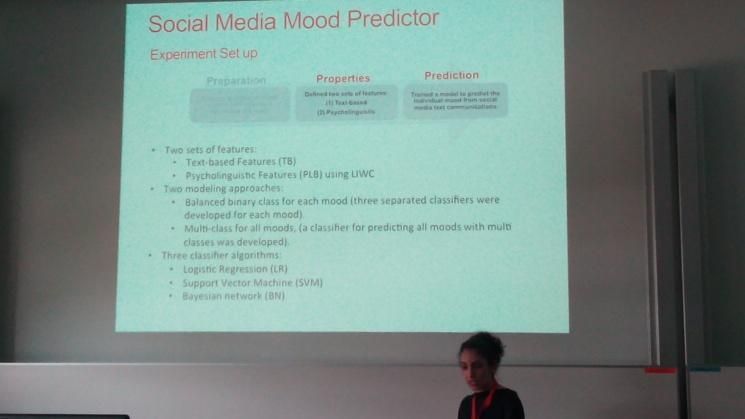 Social Media Mood Predictor
Experiment Set up
Preparation
Properties
Prediction
Defined two sets of features:
(1) Text-based
(2) Psycholinguistic
Trained a model to predict the
individual mood from social
media text communications.
• Two sets of features:
• Text-based Features (TB)
• Psycholinguistic Features (PLB) using LIWC
• Two modeling approaches:
• Balanced binary class for each mood (three separated classifiers were
developed for each mood)
• Multi-class for all moods, (a classifier for predicting all moods with multi
classes was developed).
• Three classifier algorithms:
• Logistic Regression (LR)
• Support Vector Machine (SVM)
• Bayesian network (BN)